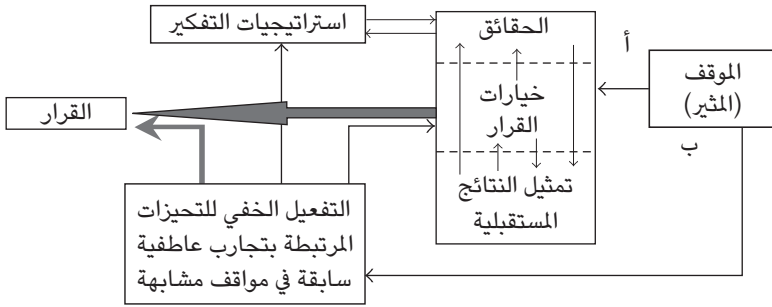 استراتيجيات التفكير
الحقائق
أ
الموقف
(المثير)
خيارات
القرار
القرار
ب
تمثيل النتائج
المستقبلية
التفعيل الخفي للتحيزات
المرتبطة بتجارب عاطفية
سابقة في مواقف مشابهة